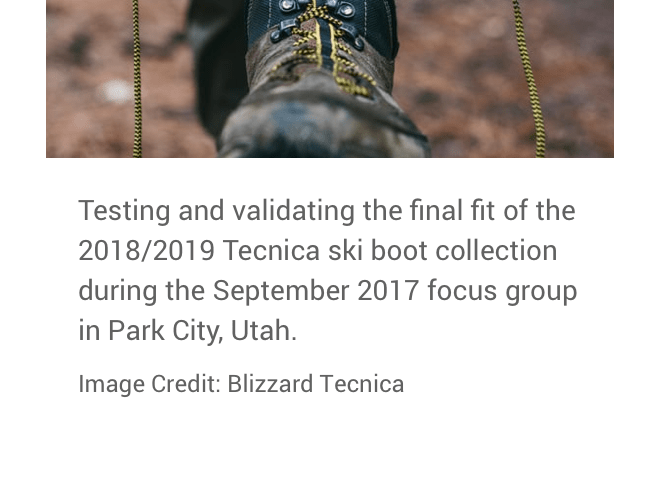 Testing and validating the final fit of the
2018/2019 Tecnica ski boot collection
during the September 2017 focus group
in Park City, Utah.
Image Credit: Blizzard Tecnica